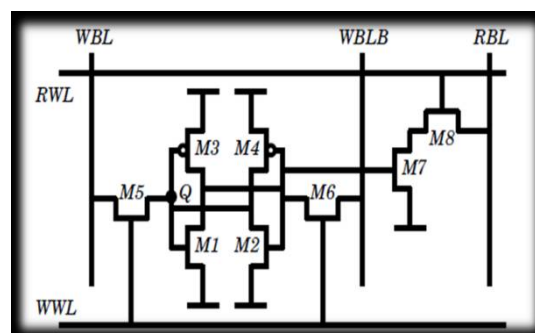 WBL WBLB RBL
RWL
M8
M3 M4
M7
M5 Q M6
M1 M2
WWL